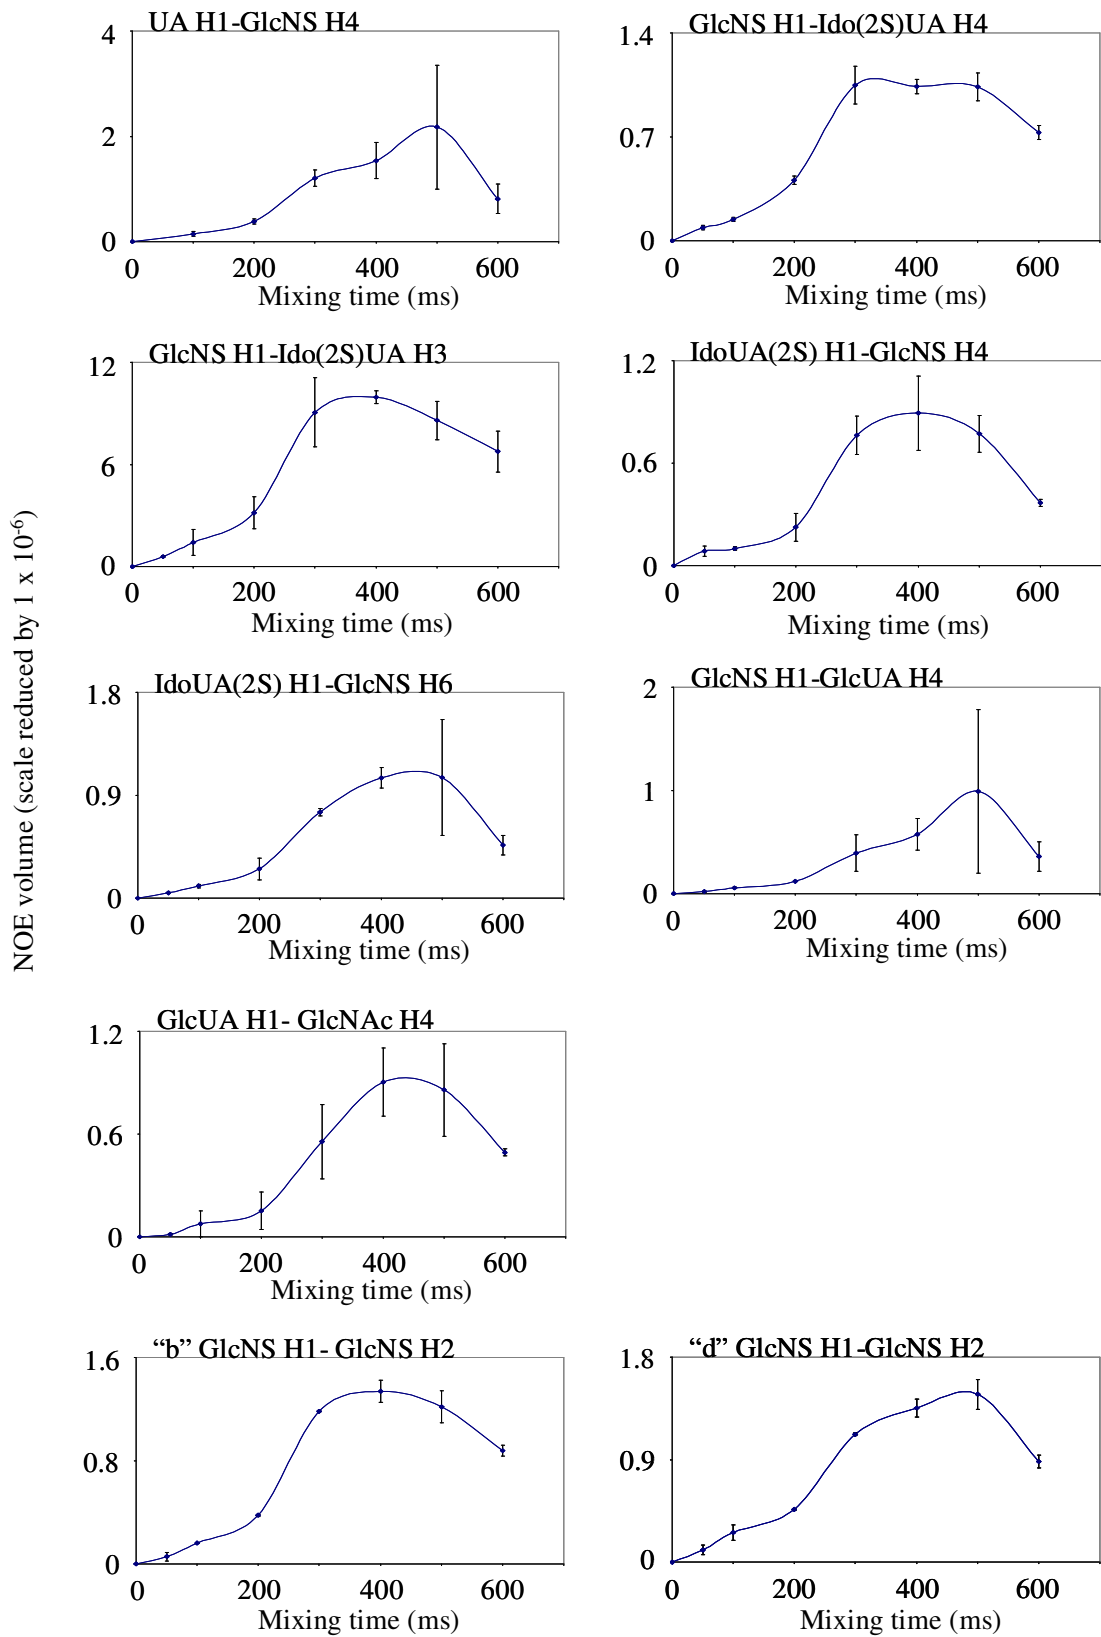 NOE volume (scale reduced by 1 x 10-6)
UA H1-GlcNS H4
4
2
0
0 200 400 600
Mixing time (ms)
GlcNS H1-Ido(2S)UA H4
1.4
0.7
0
0 200 400 600
Mixing time (ms)
GlcNS H1-Ido(2S)UA H3
12
6
0
0 200 400 600
Mixing time (ms)
IdoUA(2S) H1-GlcNS H4
1.2
0.6
0
0 200 400 600
Mixing time (ms)
IdoUA(2S) H1-GlcNS H6
1.8
0.9
0
0 200 400 600
Mixing time (ms)
GlcNS H1-GlcUA H4
2
1
0
0 200 400 600
Mixing time (ms)
GlcUA H1- GlcNAc H4
1.2
0.6
0
0 200 400 600
Mixing time (ms)
“b” GlcNS H1- GlcNS H2
1.6
0.8
0
0 200 400 600
Mixing time (ms)
“d” GlcNS H1-GlcNS H2
1.8
0.9
0
0 200 400 600
Mixing time (ms)